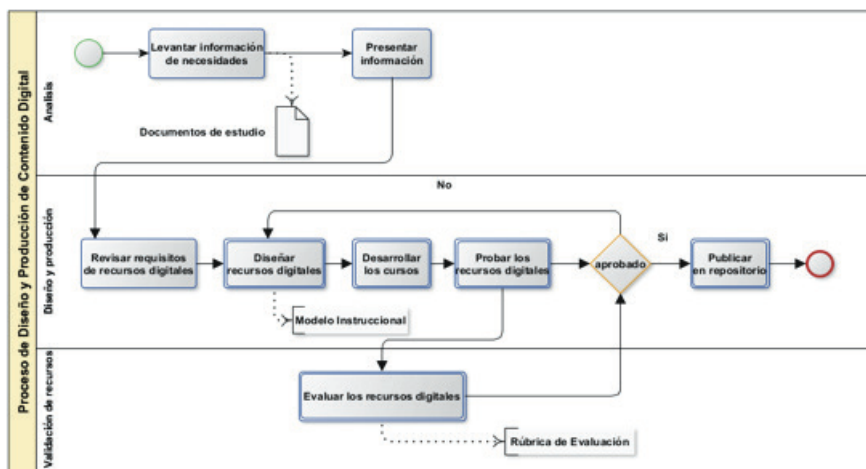 Proceso de Diseño y Producción de Contenido Digital
Analisis
Levantar información
de necesidades
Presentar
información
Documentos de estudio
Diseño y producción
No
Revisar requisitos
de recursos digitales
Diseñar
recursos digitales
Desarrollar
los cursos
Probar los
recursos digitales
aprobado
Si
Publicar
en repositorio
Modelo Instruccional
Validación de recursos
Evaluar los recursos digitales
Rúbrica de Evaluación